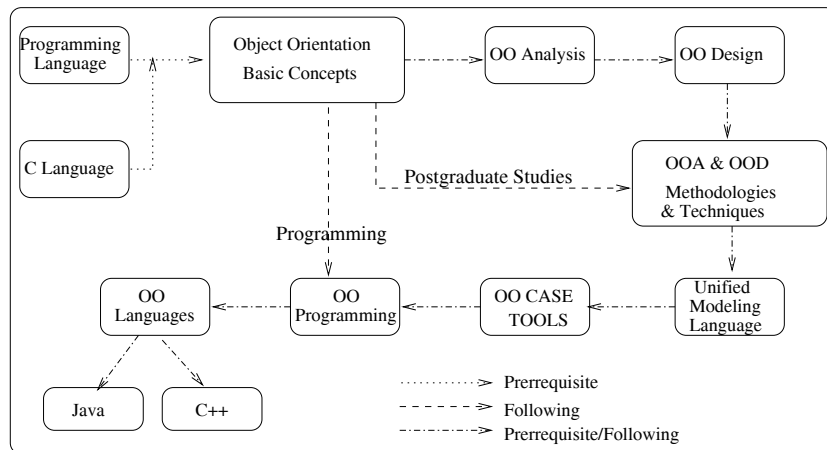 Programming
Language
Object Orientation
Basic Concepts
OO Analysis
OO Design
C Language
OOA & OOD
Methodologies
& Techniques
Postgraduate Studies
Programming
OO
Languages
OO
Programming
OO CASE
TOOLS
Unified
Modeling
Language
Java
C++
Prerrequisite
Following
Prerrequisite/Following